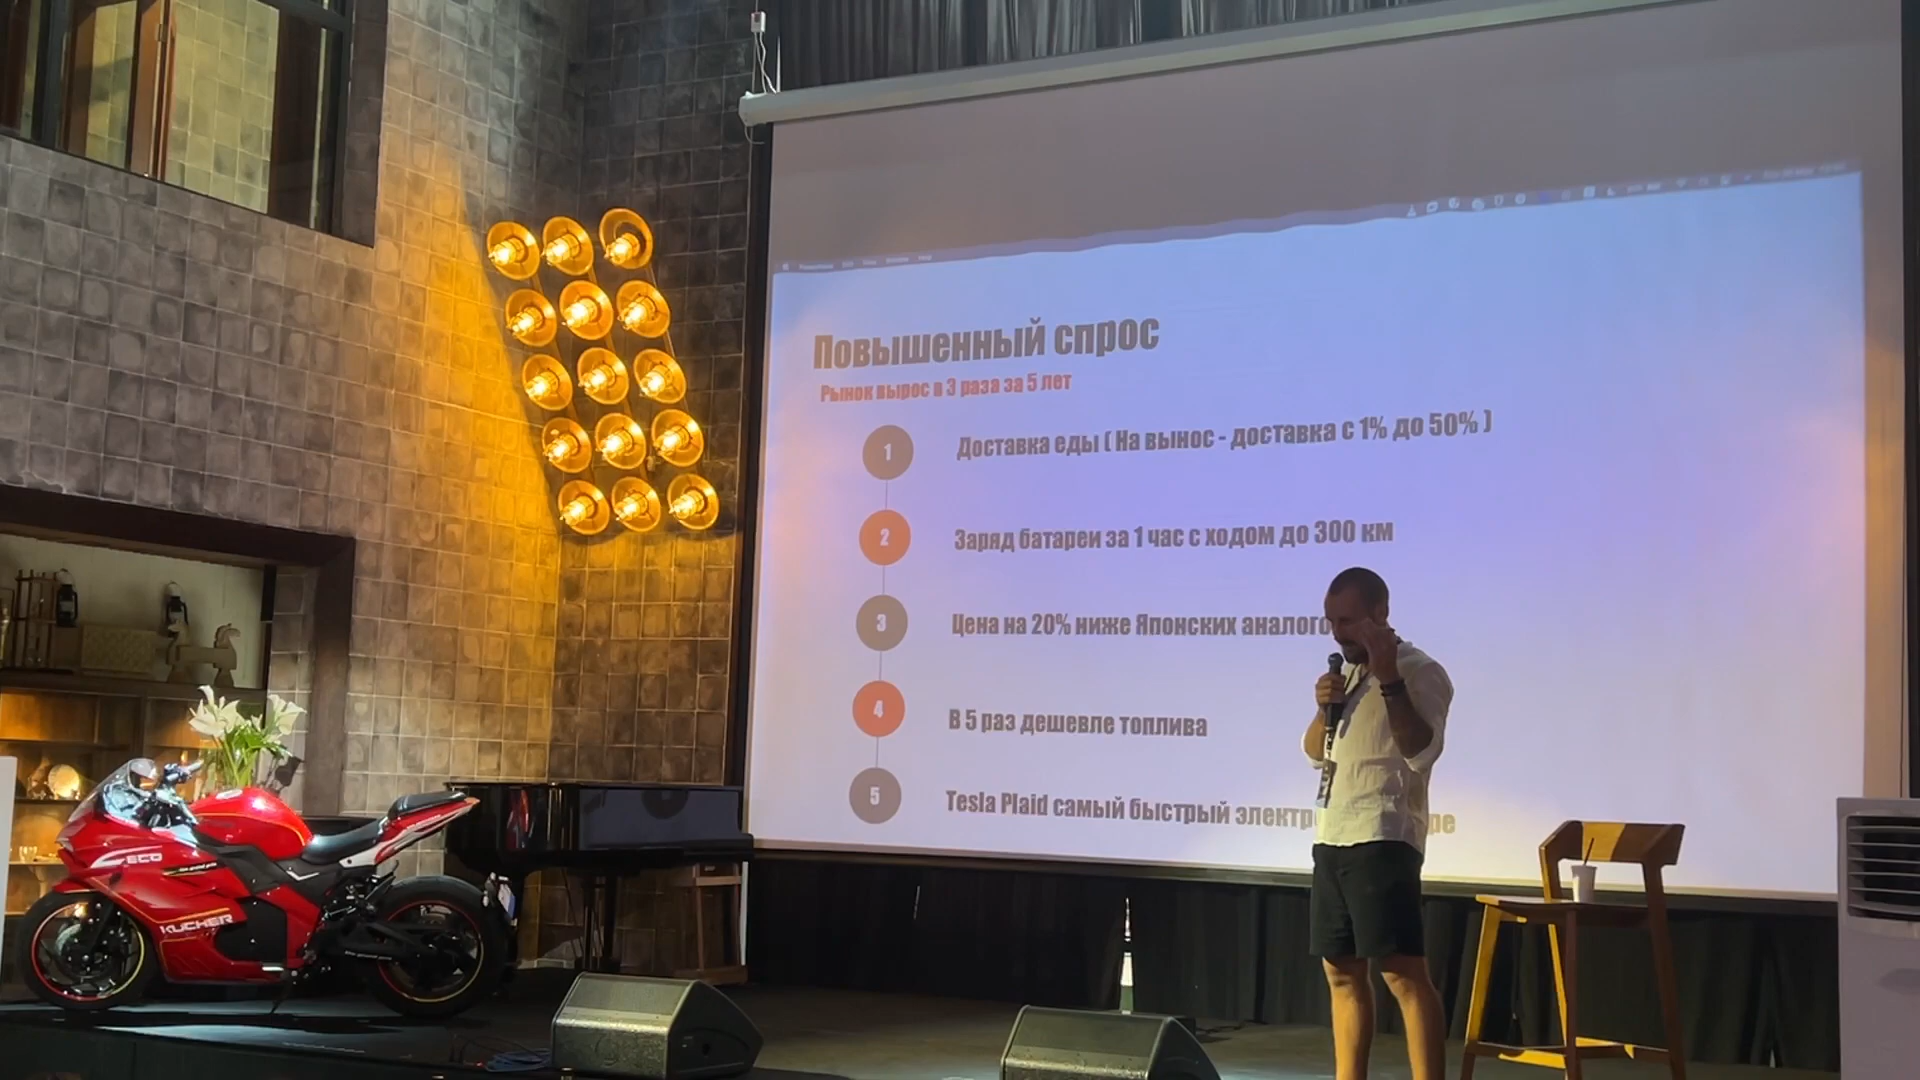 Повышенный спрос
Рынок вырос в 3 раза за 5 лет
1
Доставка еды ( На вынос - доставка с 1% до 50% )
2
Заряд батареи за 1 час с ходом до 300 км
3
Цена на 20% ниже Японских аналого
4
В 5 раз дешевле топлива
5
Tesla Plaid самый быстрый электр ре
ECO
KUCHER